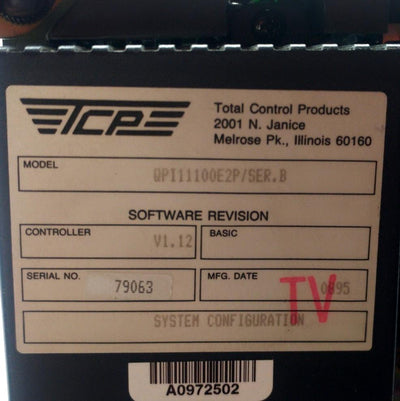 TCP
Total Control Products
2001 N. Janice
Melrose Pk., Illinois 60160
MODEL
QPI11100E2P/SER.B
SOFTWARE REVISION
CONTROLLER V1.12 BASIC
SERIAL NO. 79063 MFG. DATE 0895
TV
SYSTEM CONFIGURATION
A0972502